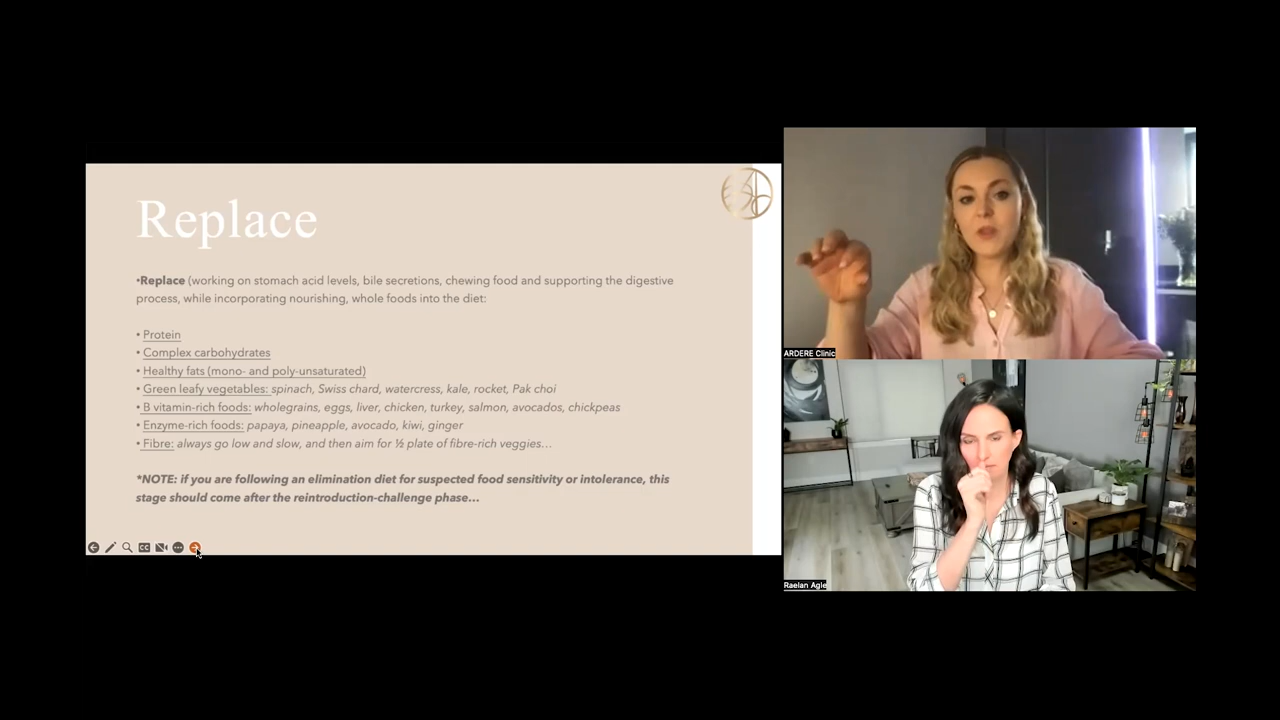 Replace
•Replace (working on stomach acid levels, bile secretions, chewing food and supporting the digestive
process, while incorporating nourishing, whole foods into the diet:
• Protein
• Complex carbohydrates
• Healthy fats (mono- and poly-unsaturated)
• Green leafy vegetables: spinach, Swiss chard, watercress, kale, rocket, Pak choi
• B vitamin-rich foods: wholegrains, eggs, liver, chicken, turkey, salmon, avocados, chickpeas
• Enzyme-rich foods: papaya, pineapple, avocado, kiwi, ginger
• Fibre: always go low and slow, and then aim for ½ plate of fibre-rich veggies…
*NOTE: if you are following an elimination diet for suspected food sensitivity or intolerance, this
stage should come after the reintroduction-challenge phase…
CC
ARDERE Clinic
Raelan Agle